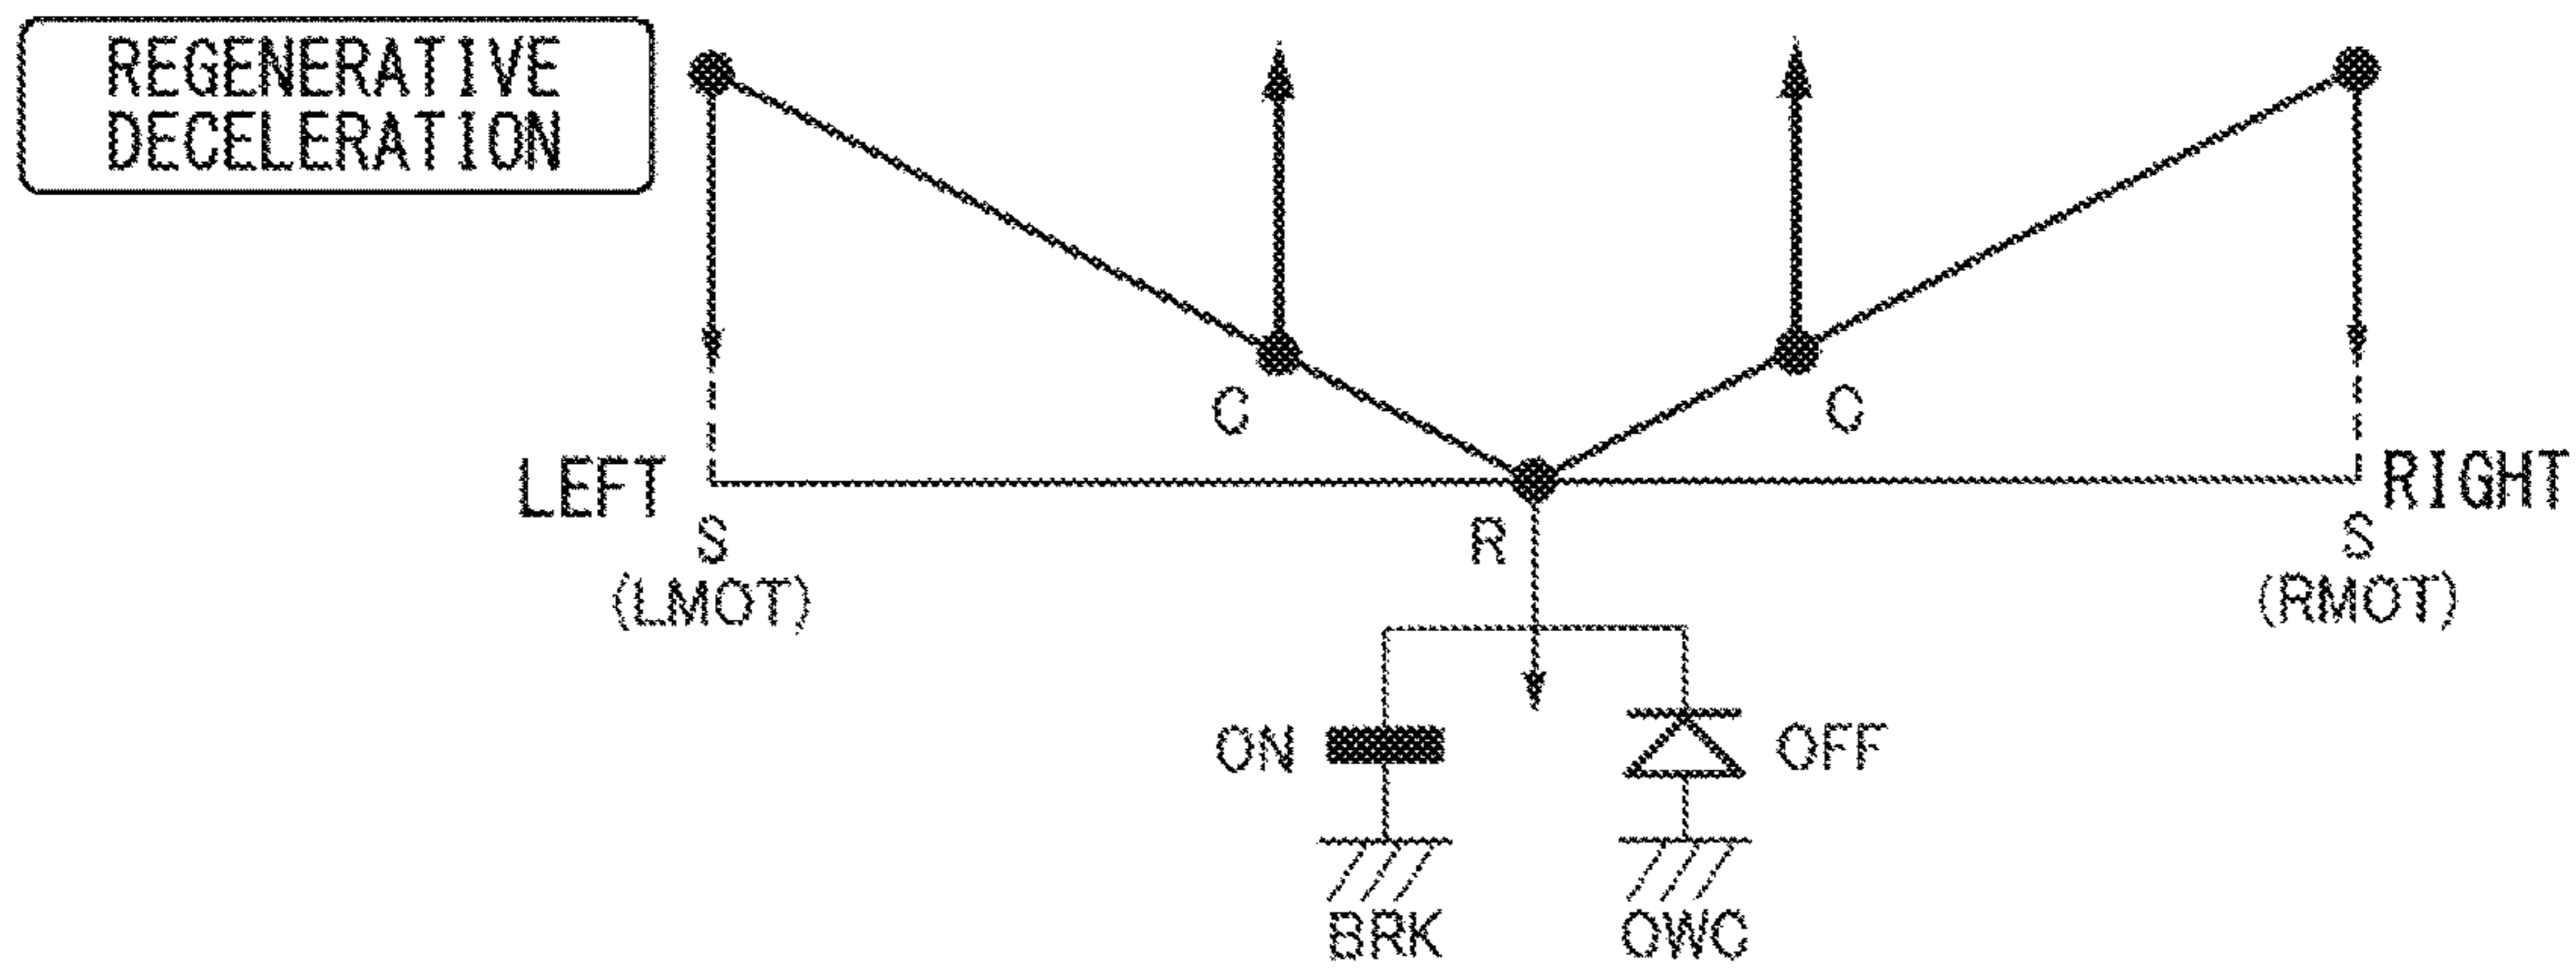 REGENERATIVE
DECELERATION
C
C
LEFT
RIGHT
S
R
S
(LMOT)
(RMOT)
ON
OFF
BRK
OWC